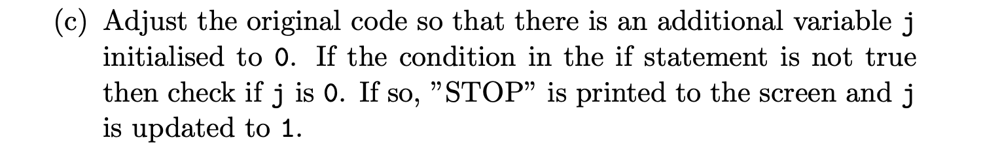 (c) Adjust the original code so that there is an additional variable j
initialised to 0. If the condition in the if statement is not true
then check if j is 0. If so, ”STOP” is printed to the screen and j
is updated to 1.